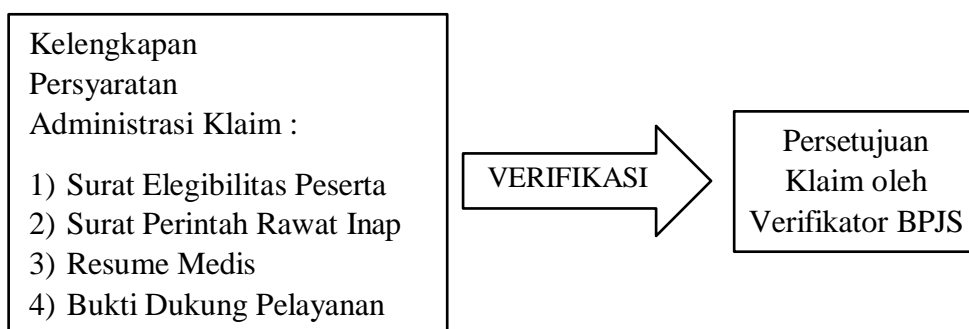 Kelengkapan
Persyaratan
Administrasi Klaim :
1) Surat Elegibilitas Peserta
2) Surat Perintah Rawat Inap
3) Resume Medis
4) Bukti Dukung Pelayanan
VERIFIKASI
Persetujuan
Klaim oleh
Verifikator BPJS